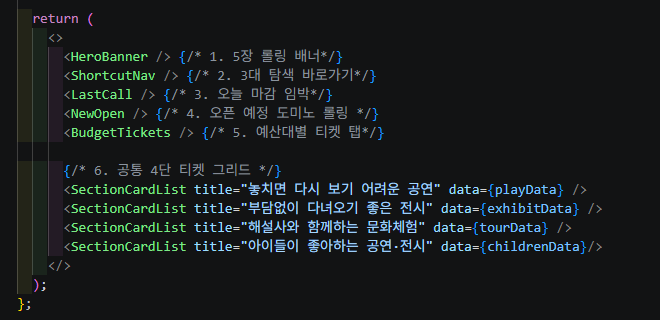 return (
<>
<HeroBanner /> {/* 1. 5장 롤링 배너*/}
<ShortcutNav /> {/* 2. 3대 탐색 바로가기*/}
<LastCall /> {/* 3. 오늘 마감 임박*/}
<NewOpen /> {/* 4. 오픈 예정 도미노 롤링 */}
<BudgetTickets /> {/* 5. 예산대별 티켓 탭*/}
{/* 6. 공통 4단 티켓 그리드 */}
<SectionCardList title="놓치면 다시 보기 어려운 공연" data={playData} />
<SectionCardList title="부담없이 다녀오기 좋은 전시" data={exhibitData} />
<SectionCardList title="해설사와 함께하는 문화체험" data={tourData} />
<SectionCardList title="아이들이 좋아하는 공연·전시" data={childrenData}/>
</>
);
};